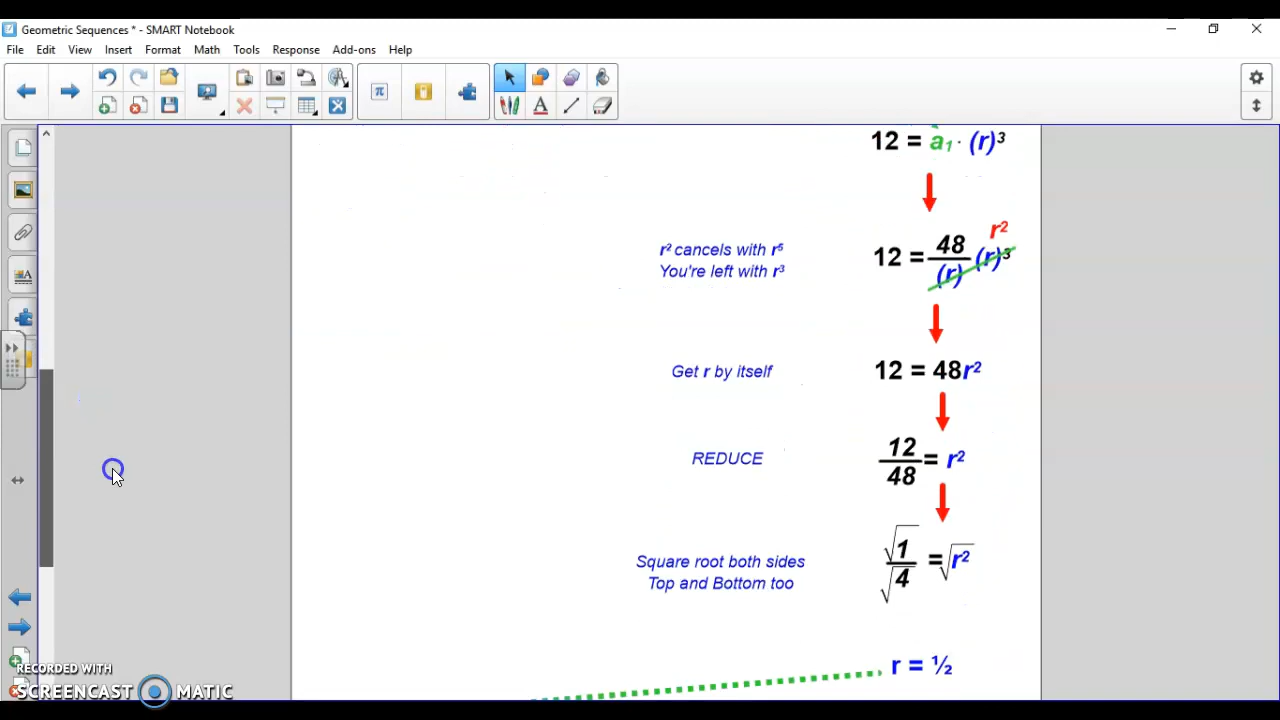 Geometric Sequences * - SMART Notebook
File Edit View Insert Format Math Tools Response Add-ons Help
12 = a₁ · (r)³
r² cancels with r⁵
You're left with r³
r²
12 = 48/(r) (r)³
Get r by itself
12 = 48r²
REDUCE
12/48 = r²
Square root both sides
Top and Bottom too
√1/√4 = √r²
r = ½
RECORDED WITH
SCREENCAST MATIC